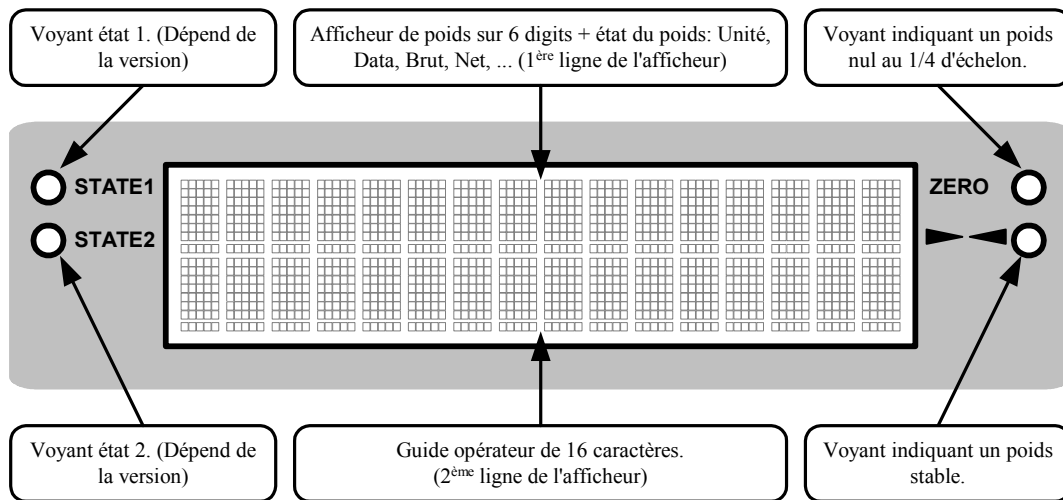 Voyant état 1. (Dépend de
la version)
Afficheur de poids sur 6 digits + état du poids: Unité,
Data, Brut, Net, ... (1ère ligne de l'afficheur)
Voyant indiquant un poids
nul au 1/4 d'échelon.
STATE1
ZERO
STATE2
Voyant état 2. (Dépend de
la version)
Guide opérateur de 16 caractères.
(2ème ligne de l'afficheur)
Voyant indiquant un poids
stable.